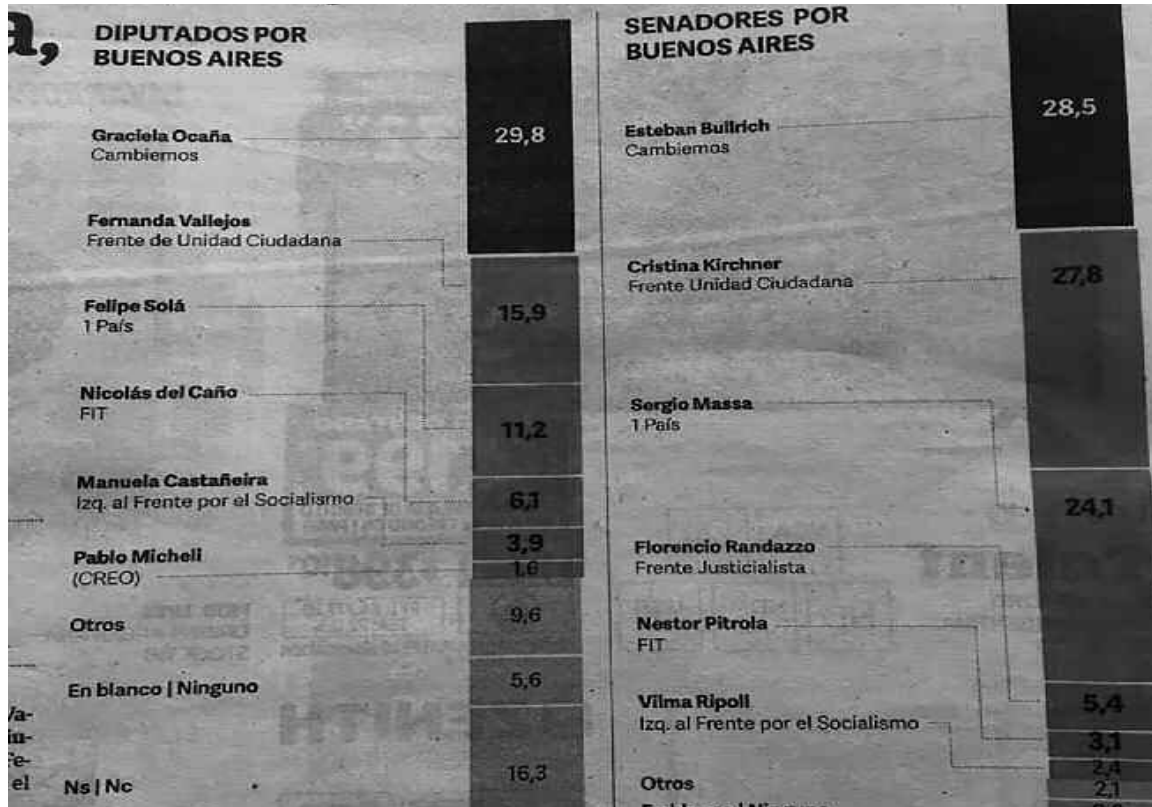 a,
DIPUTADOS POR
BUENOS AIRES
Graciela Ocaña
Cambiemos
29,8
Fernanda Vallejos
Frente de Unidad Ciudadana
15,9
Felipe Solá
1 País
11,2
Nicolás del Caño
FIT
6,1
Manuela Castañeira
Izq. al Frente por el Socialismo
3,9
Pablo Micheli
(CREO)
1,6
Otros
9,6
En blanco | Ninguno
5,6
Ns | Nc
16,3
el
SENADORES POR
BUENOS AIRES
Esteban Bullrich
Cambiemos
28,5
Cristina Kirchner
Frente Unidad Ciudadana
27,8
Sergio Massa
1 País
24,1
Florencio Randazzo
Frente Justicialista
5,4
Nestor Pitrola
FIT
3,1
Vilma Ripoll
Izq. al Frente por el Socialismo
2,4
Otros
2,1